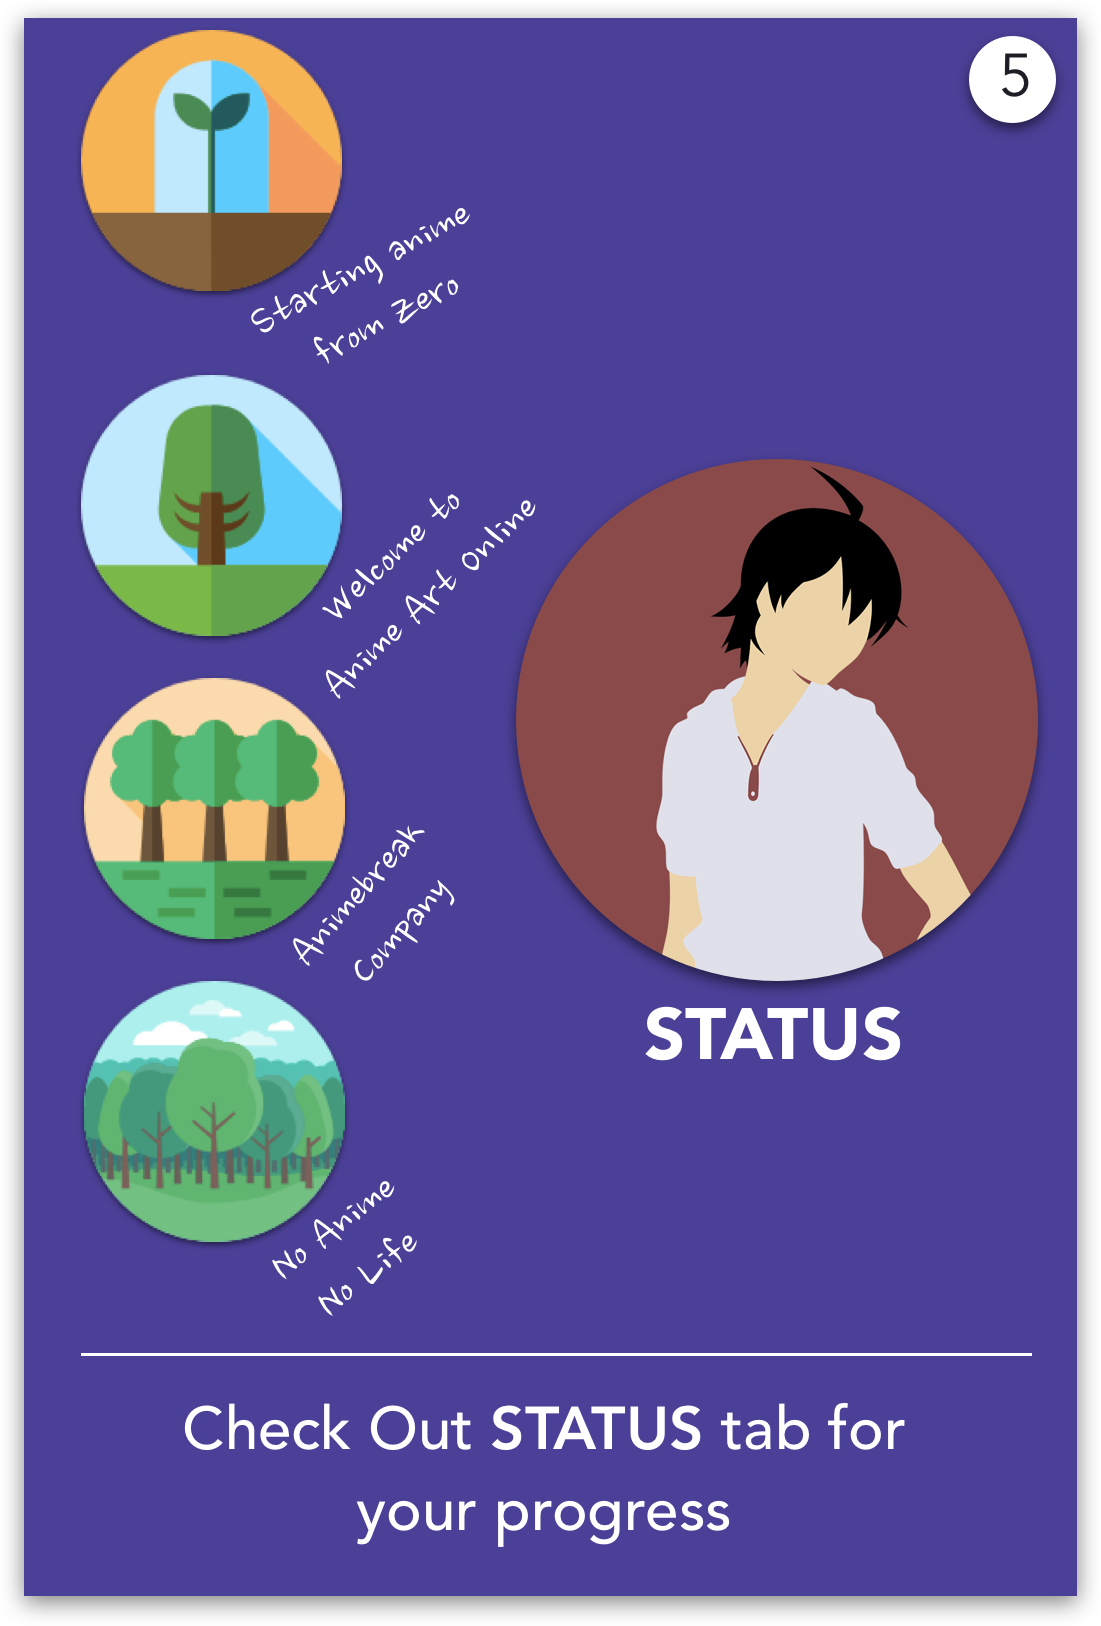 5
Starting anime
from Zero
Welcome to
Anime Art Online
Animebreak
Company
No Anime
No Life
STATUS
Check Out STATUS tab for
your progress